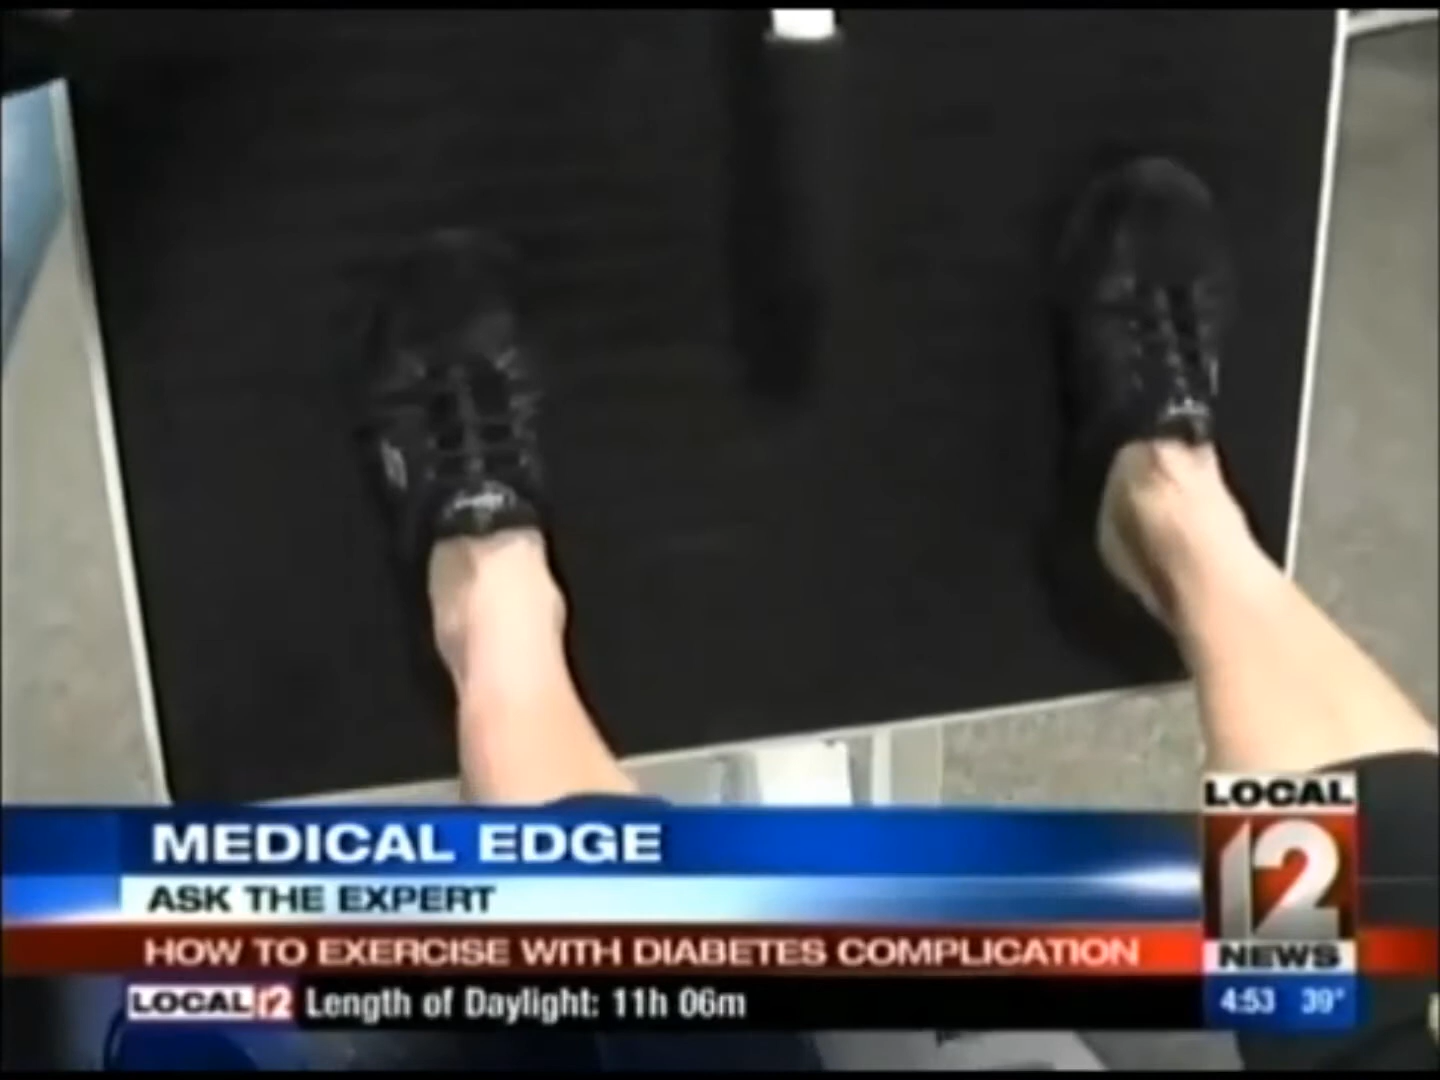 MEDICAL EDGE
ASK THE EXPERT
HOW TO EXERCISE WITH DIABETES COMPLICATION
LOCAL 12 Length of Daylight: 11h 06m
LOCAL
12
NEWS
4:53 39°